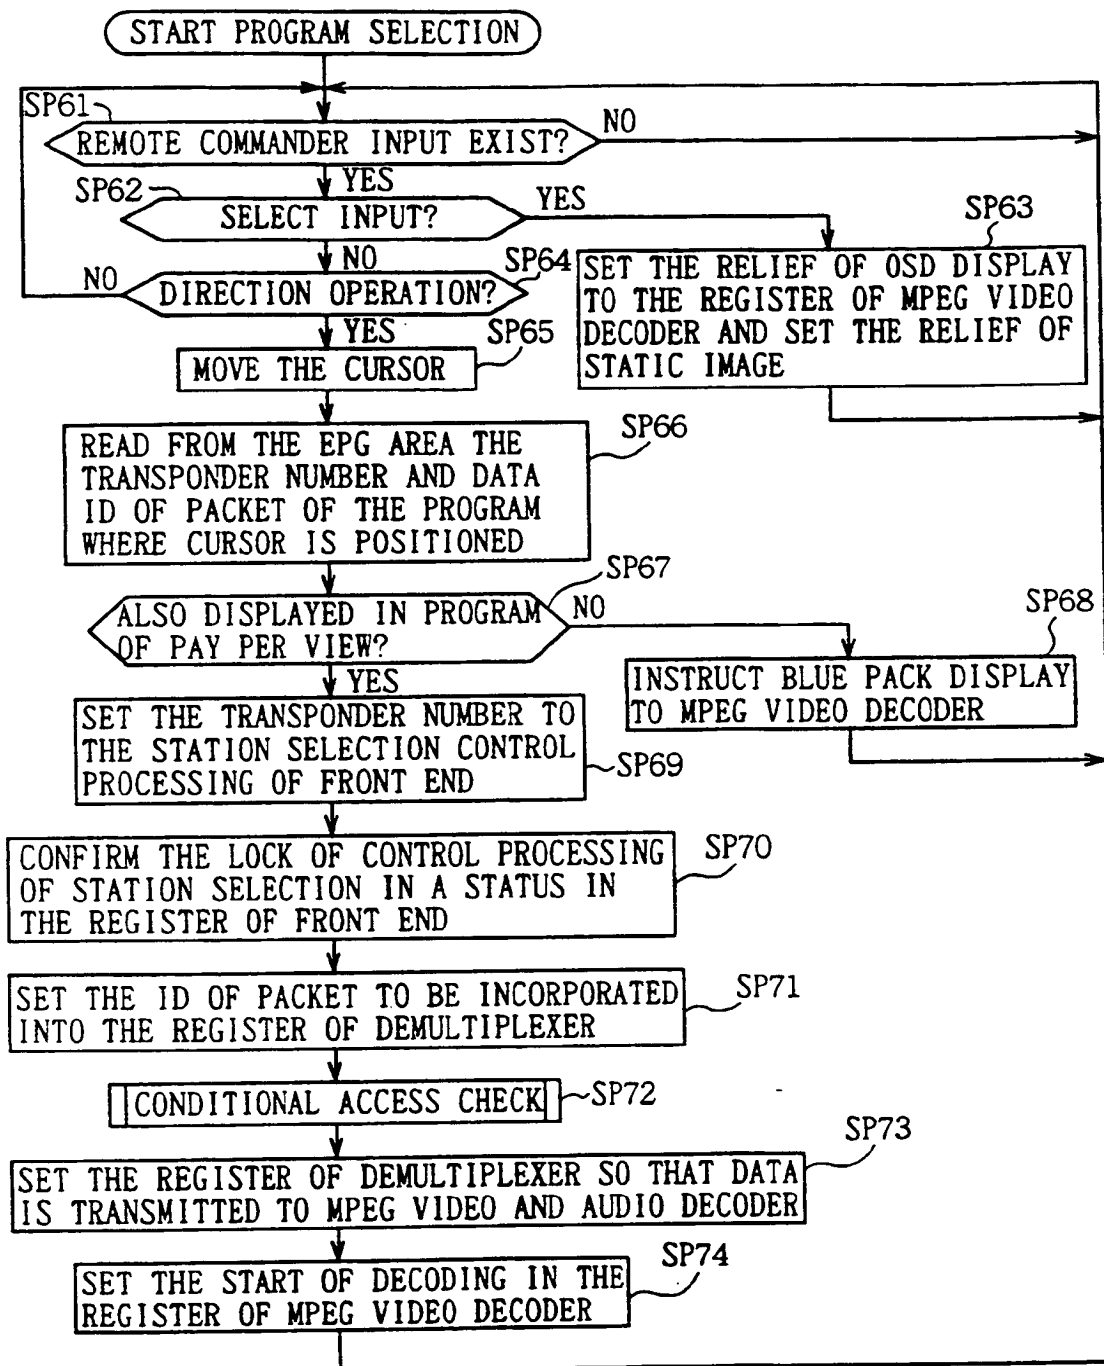 START PROGRAM SELECTION
SP61
REMOTE COMMANDER INPUT EXIST?
NO
YES
SP62
SELECT INPUT?
YES
SP63
SET THE RELIEF OF OSD DISPLAY
TO THE REGISTER OF MPEG VIDEO
DECODER AND SET THE RELIEF OF
STATIC IMAGE
NO
SP64
NO
DIRECTION OPERATION?
YES
SP65
MOVE THE CURSOR
SP66
READ FROM THE EPG AREA THE
TRANSPONDER NUMBER AND DATA
ID OF PACKET OF THE PROGRAM
WHERE CURSOR IS POSITIONED
SP67
ALSO DISPLAYED IN PROGRAM
OF PAY PER VIEW?
NO
SP68
INSTRUCT BLUE PACK DISPLAY
TO MPEG VIDEO DECODER
YES
SET THE TRANSPONDER NUMBER TO
THE STATION SELECTION CONTROL
PROCESSING OF FRONT END
SP69
CONFIRM THE LOCK OF CONTROL PROCESSING
OF STATION SELECTION IN A STATUS IN
THE REGISTER OF FRONT END
SP70
SET THE ID OF PACKET TO BE INCORPORATED
INTO THE REGISTER OF DEMULTIPLEXER
SP71
CONDITIONAL ACCESS CHECK
SP72
SP73
SET THE REGISTER OF DEMULTIPLEXER SO THAT DATA
IS TRANSMITTED TO MPEG VIDEO AND AUDIO DECODER
SP74
SET THE START OF DECODING IN THE
REGISTER OF MPEG VIDEO DECODER